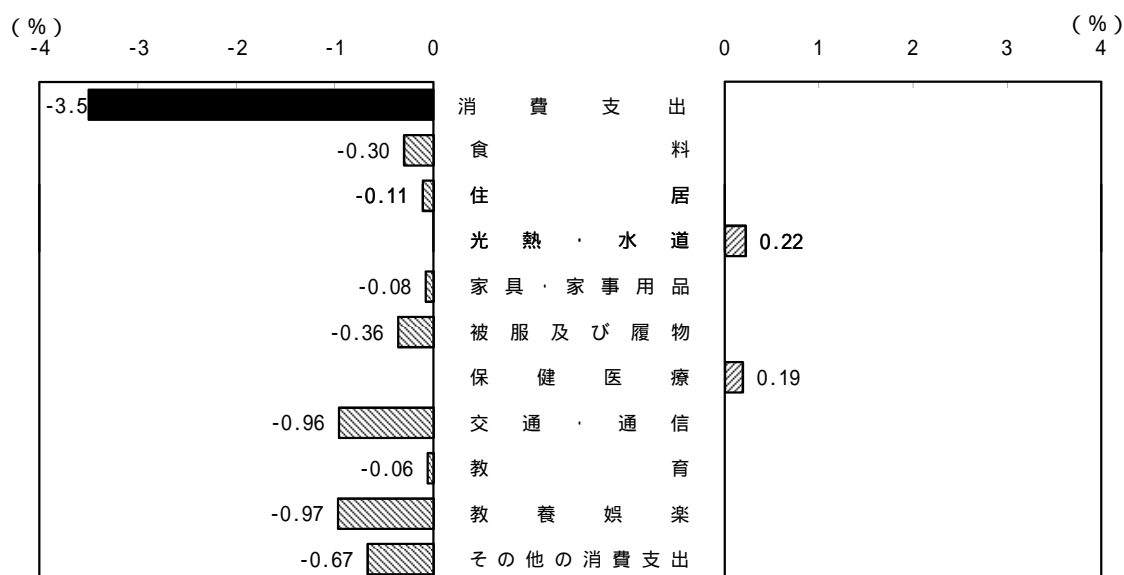 (%) (%)
-4 -3 -2 -1 0 0 1 2 3 4
-3.5 消費支出
-0.30 食料
-0.11 住居
光熱・水道 0.22
-0.08 家具・家事用品
-0.36 被服及び履物
保健医療 0.19
-0.96 交通・通信
-0.06 教育
-0.97 教養娯楽
-0.67 その他の消費支出